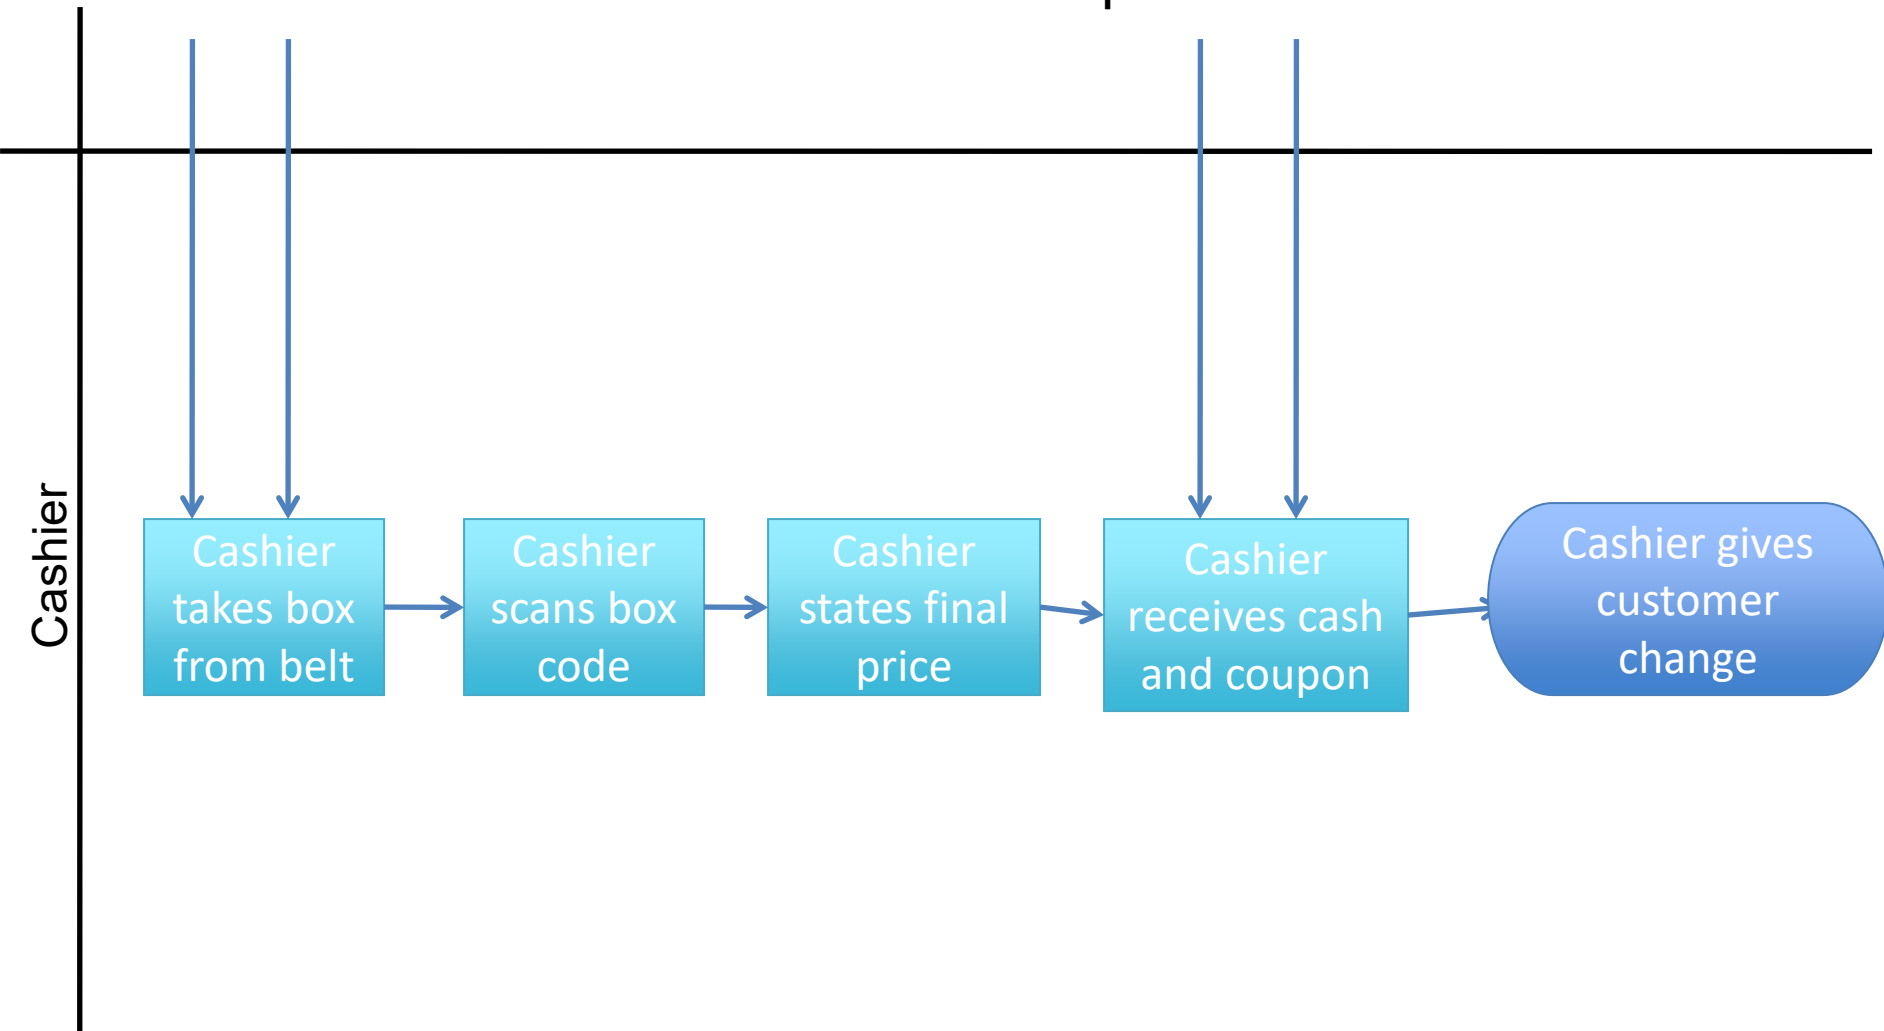 Cashier
Cashier
takes box
from belt
Cashier
scans box
code
Cashier
states final
price
Cashier
receives cash
and coupon
Cashier gives
customer
change